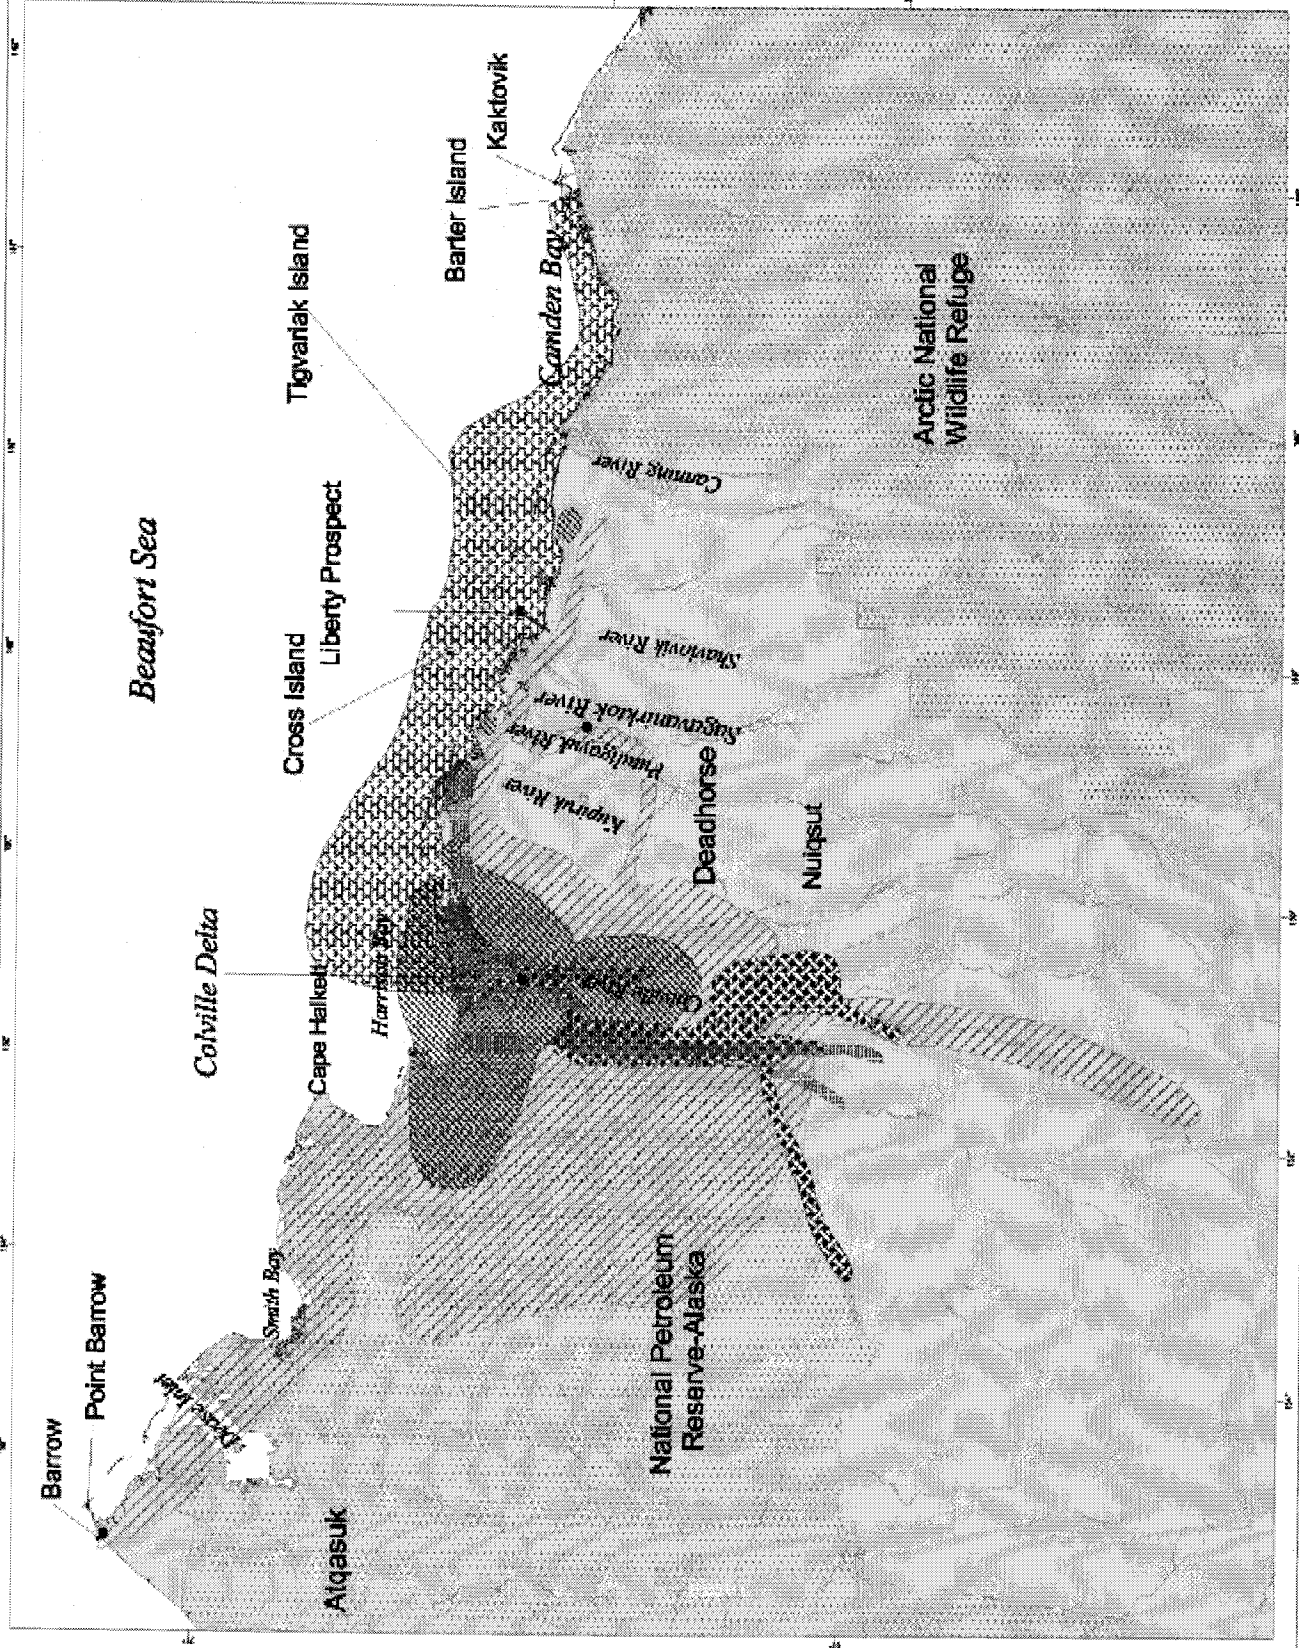 Barrow
Point Barrow
Dease Inlet
Smith Bay
Atqasuk
Colville Delta
Cape Halkett
Harrison Bay
Beaufort Sea
Cross Island
Liberty Prospect
Tigvariak Island
Barter Island
Kaktovik
Camden Bay
Kuparuk River
Sagavanirktok River
Shaviovik River
Canning River
Deadhorse
Nuiqsut
National Petroleum
Reserve-Alaska
Arctic National
Wildlife Refuge